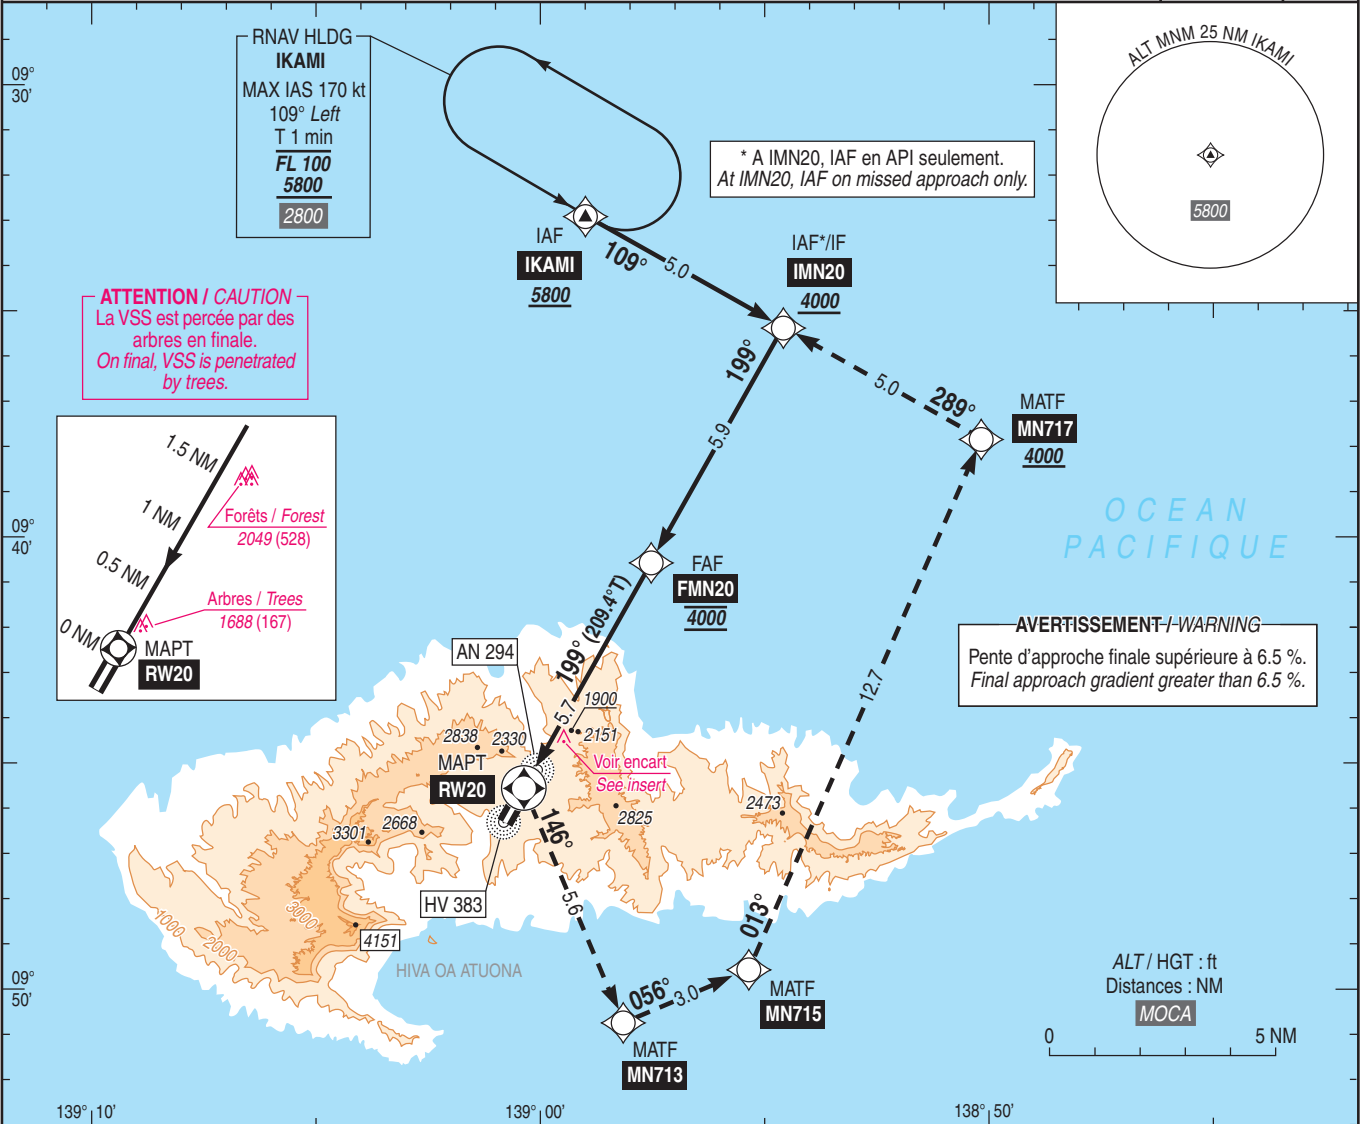 RNAV HLDG
IKAMI
MAX IAS 170 kt
109° Left
T 1 min
FL 100
5800
2800
ALT MNM 25 NM IKAMI
5800
* A IMN20, IAF en API seulement.
At IMN20, IAF on missed approach only.
09°
30'
IAF
IKAMI
5800
109°
5.0
IAF*/IF
IMN20
4000
ATTENTION / CAUTION
La VSS est percée par des
arbres en finale.
On final, VSS is penetrated
by trees.
199°
5.9
5.0
289°
MATF
MN717
4000
1.5 NM
1 NM
0.5 NM
0 NM
Forêts / Forest
2049 (528)
Arbres / Trees
1688 (167)
MAPT
RW20
OCEAN
PACIFIQUE
09°
40'
FAF
FMN20
4000
199° (209.4°T)
5.7
AN 294
AVERTISSEMENT / WARNING
Pente d'approche finale supérieure à 6.5 %.
Final approach gradient greater than 6.5 %.
12.7
1900
2151
2838
2330
MAPT
RW20
Voir encart
See insert
2825
2473
3301
2668
146°
5.6
HV 383
3000
1000
2000
4151
HIVA OA ATUONA
013°
056°
3.0
MATF
MN715
MATF
MN713
09°
50'
ALT / HGT : ft
Distances : NM
MOCA
0
5 NM
139° 10'
139° 00'
138° 50'